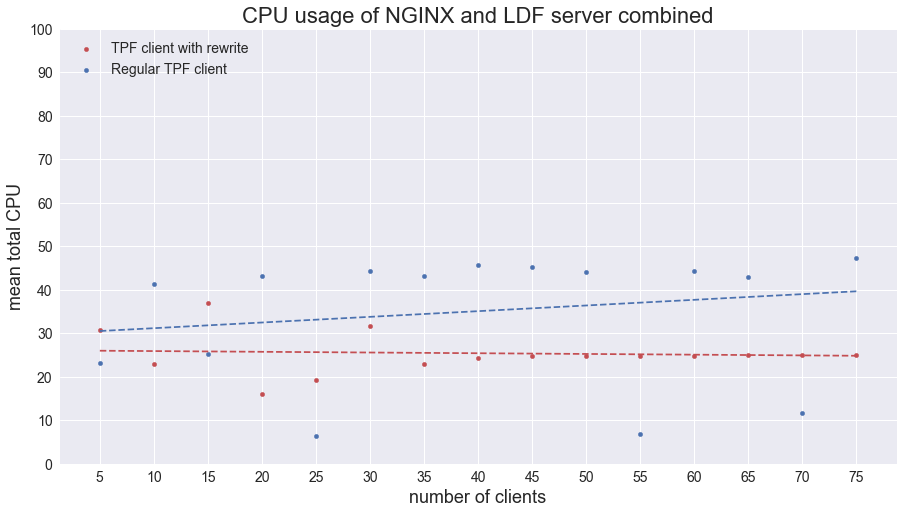 CPU usage of NGINX and LDF server combined
TPF client with rewrite
Regular TPF client
mean total CPU
100
90
80
70
60
50
40
30
20
10
0
5 10 15 20 25 30 35 40 45 50 55 60 65 70 75
number of clients